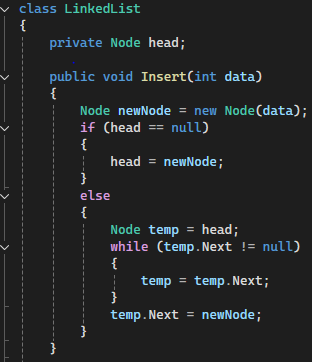 class LinkedList
{
    private Node head;
    public void Insert(int data)
    {
        Node newNode = new Node(data);
        if (head == null)
        {
            head = newNode;
        }
        else
        {
            Node temp = head;
            while (temp.Next != null)
            {
                temp = temp.Next;
            }
            temp.Next = newNode;
        }
    }